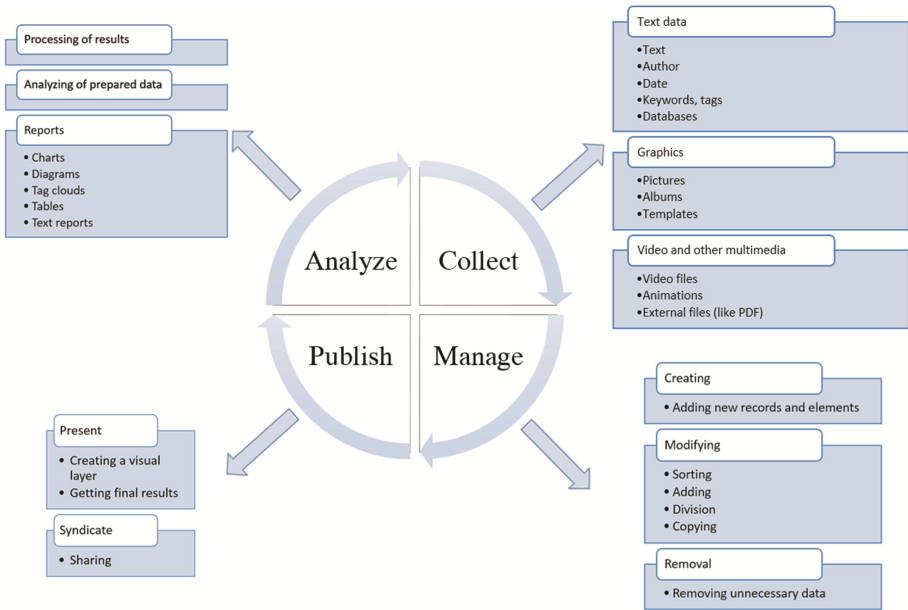 Processing of results
Analyzing of prepared data
Reports
• Charts
• Diagrams
• Tag clouds
• Tables
• Text reports
Text data
•Text
•Author
•Date
•Keywords, tags
•Databases
Graphics
•Pictures
•Albums
•Templates
Video and other multimedia
•Video files
•Animations
•External files (like PDF)
Analyze
Collect
Publish
Manage
Present
• Creating a visual
layer
• Getting final results
Syndicate
• Sharing
Creating
• Adding new records and elements
Modifying
• Sorting
• Adding
• Division
• Copying
Removal
• Removing unnecessary data